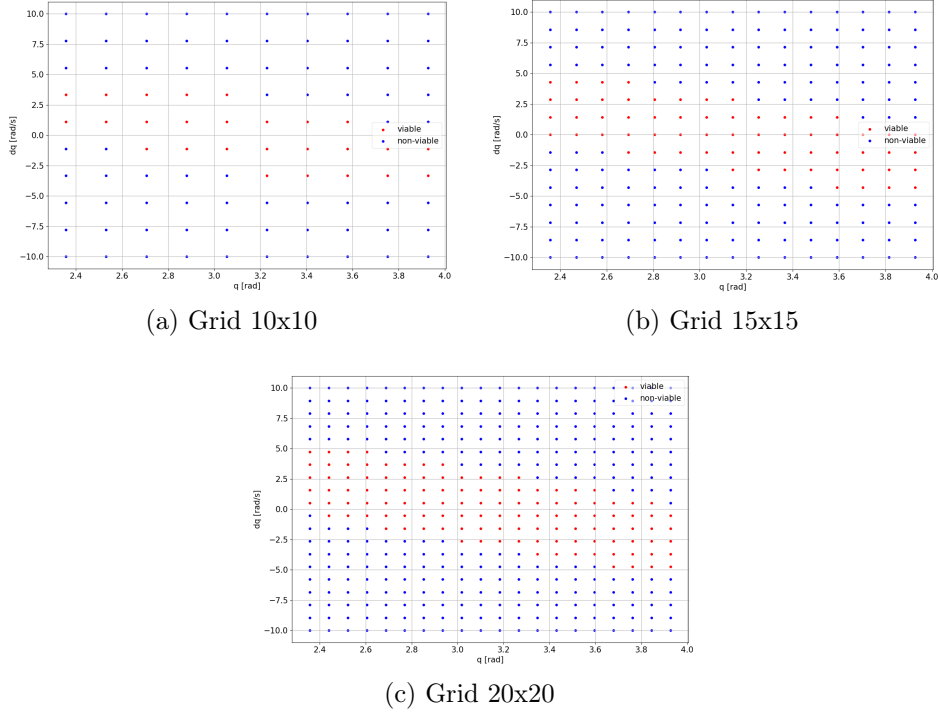 10.0
7.5
5.0
2.5
0.0
−2.5
−5.0
−7.5
−10.0
dq [rad/s]
viable
non-viable
2.4 2.6 2.8 3.0 3.2 3.4 3.6 3.8 4.0
q [rad]
(a) Grid 10x10
10.0
7.5
5.0
2.5
0.0
−2.5
−5.0
−7.5
−10.0
dq [rad/s]
viable
non-viable
2.4 2.6 2.8 3.0 3.2 3.4 3.6 3.8 4.0
q [rad]
(b) Grid 15x15
10.0
7.5
5.0
2.5
0.0
−2.5
−5.0
−7.5
−10.0
dq [rad/s]
viable
non-viable
2.4 2.6 2.8 3.0 3.2 3.4 3.6 3.8 4.0
q [rad]
(c) Grid 20x20